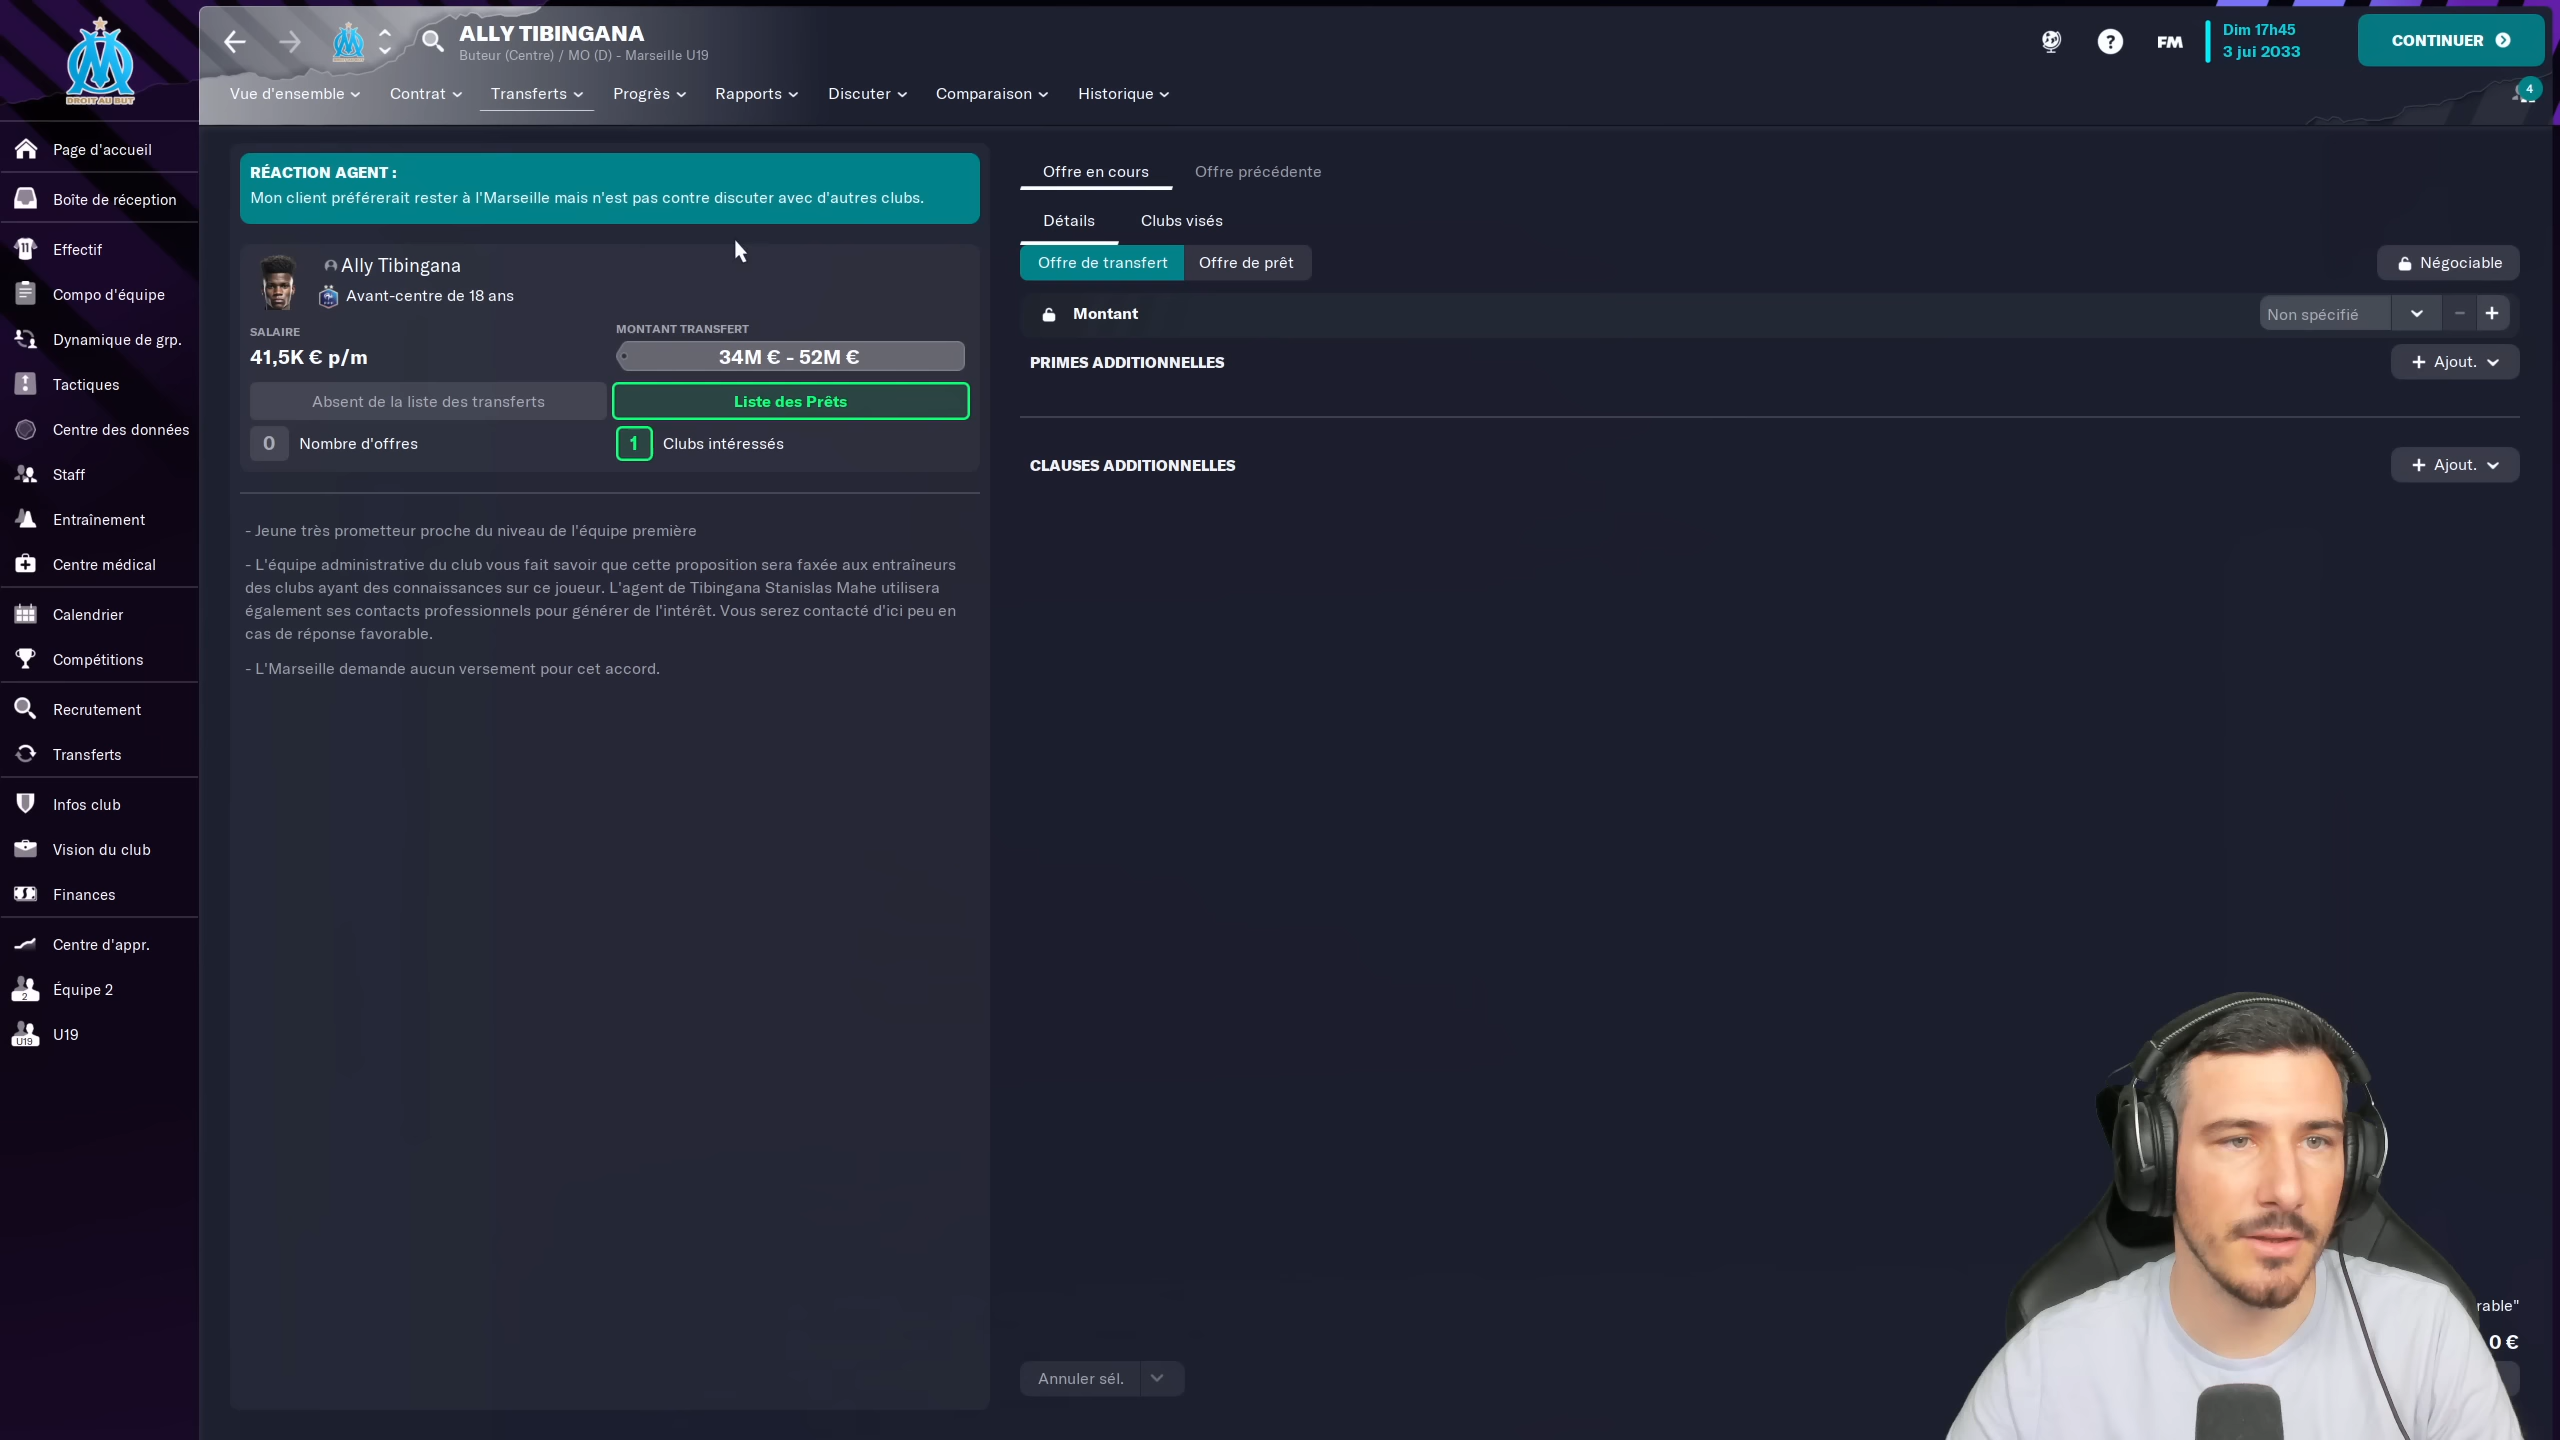 DROIT AU BUT
ALLY TIBINGANA
Buteur (Centre) / MO (D) - Marseille U19
FM
Dim 17h45
3 jui 2033
CONTINUER
Vue d'ensemble
Contrat
Transferts
Progrès
Rapports
Discuter
Comparaison
Historique
4
Page d'accueil
Boîte de réception
Effectif
Compo d'équipe
Dynamique de grp.
Tactiques
Centre des données
Staff
Entraînement
Centre médical
Calendrier
Compétitions
Recrutement
Transferts
Infos club
Vision du club
Finances
Centre d'appr.
2
Équipe 2
U19
U19
RÉACTION AGENT :
Mon client préférerait rester à l'Marseille mais n'est pas contre discuter avec d'autres clubs.
Ally Tibingana
Avant-centre de 18 ans
SALAIRE
41,5K € p/m
MONTANT TRANSFERT
34M € - 52M €
Absent de la liste des transferts
Liste des Prêts
0 Nombre d'offres
1 Clubs intéressés
- Jeune très prometteur proche du niveau de l'équipe première
- L'équipe administrative du club vous fait savoir que cette proposition sera faxée aux entraîneurs
des clubs ayant des connaissances sur ce joueur. L'agent de Tibingana Stanislas Mahe utilisera
également ses contacts professionnels pour générer de l'intérêt. Vous serez contacté d'ici peu en
cas de réponse favorable.
- L'Marseille demande aucun versement pour cet accord.
Offre en cours
Offre précédente
Détails
Clubs visés
Offre de transfert
Offre de prêt
Négociable
Montant
Non spécifié
PRIMES ADDITIONNELLES
+ Ajout.
CLAUSES ADDITIONNELLES
+ Ajout.
rable"
0 €
Annuler sél.